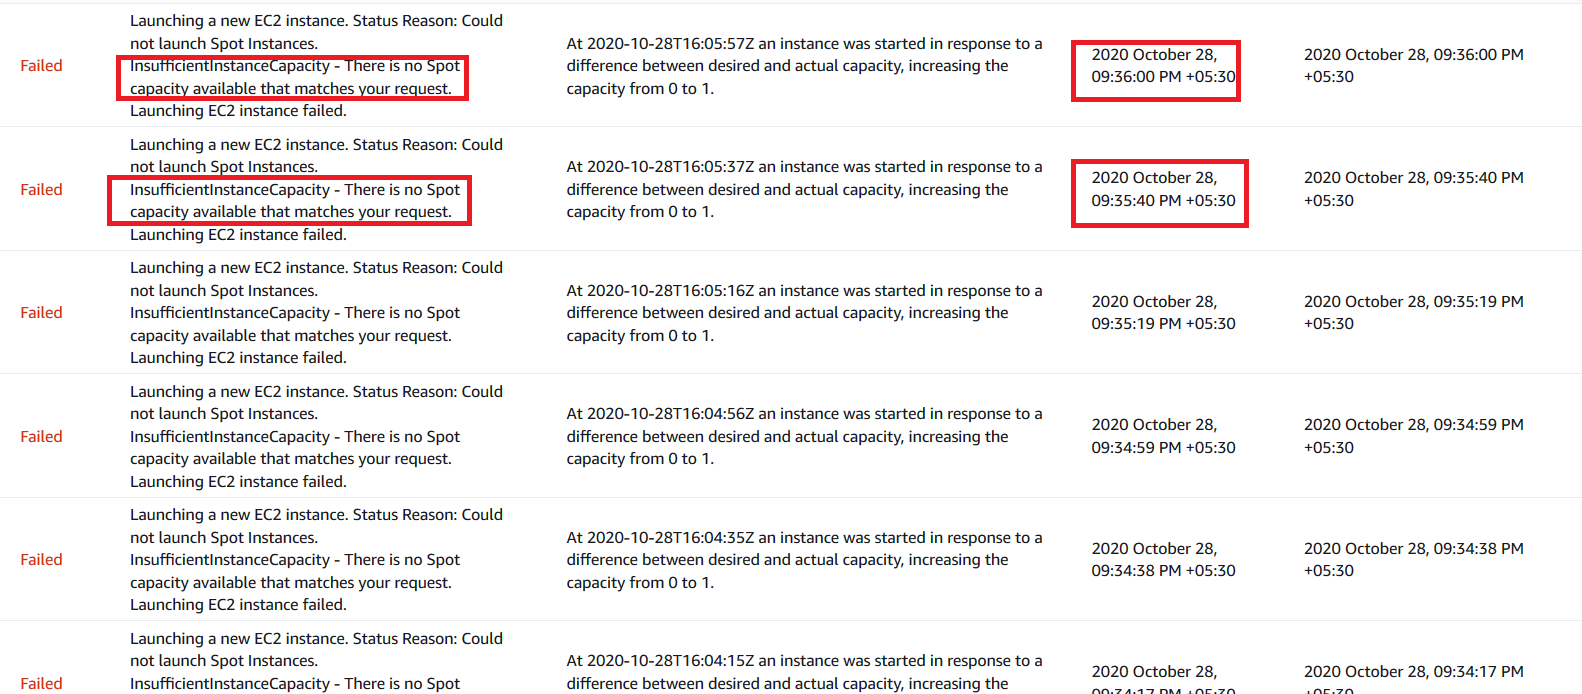 Failed
Launching a new EC2 instance. Status Reason: Could
not launch Spot Instances.
InsufficientInstanceCapacity - There is no Spot
capacity available that matches your request.
Launching EC2 instance failed.
At 2020-10-28T16:05:57Z an instance was started in response to a
difference between desired and actual capacity, increasing the
capacity from 0 to 1.
2020 October 28,
09:36:00 PM +05:30
2020 October 28, 09:36:00 PM
+05:30
Failed
Launching a new EC2 instance. Status Reason: Could
not launch Spot Instances.
InsufficientInstanceCapacity - There is no Spot
capacity available that matches your request.
Launching EC2 instance failed.
At 2020-10-28T16:05:37Z an instance was started in response to a
difference between desired and actual capacity, increasing the
capacity from 0 to 1.
2020 October 28,
09:35:40 PM +05:30
2020 October 28, 09:35:40 PM
+05:30
Failed
Launching a new EC2 instance. Status Reason: Could
not launch Spot Instances.
InsufficientInstanceCapacity - There is no Spot
capacity available that matches your request.
Launching EC2 instance failed.
At 2020-10-28T16:05:16Z an instance was started in response to a
difference between desired and actual capacity, increasing the
capacity from 0 to 1.
2020 October 28,
09:35:19 PM +05:30
2020 October 28, 09:35:19 PM
+05:30
Failed
Launching a new EC2 instance. Status Reason: Could
not launch Spot Instances.
InsufficientInstanceCapacity - There is no Spot
capacity available that matches your request.
Launching EC2 instance failed.
At 2020-10-28T16:04:56Z an instance was started in response to a
difference between desired and actual capacity, increasing the
capacity from 0 to 1.
2020 October 28,
09:34:59 PM +05:30
2020 October 28, 09:34:59 PM
+05:30
Failed
Launching a new EC2 instance. Status Reason: Could
not launch Spot Instances.
InsufficientInstanceCapacity - There is no Spot
capacity available that matches your request.
Launching EC2 instance failed.
At 2020-10-28T16:04:35Z an instance was started in response to a
difference between desired and actual capacity, increasing the
capacity from 0 to 1.
2020 October 28,
09:34:38 PM +05:30
2020 October 28, 09:34:38 PM
+05:30
Failed
Launching a new EC2 instance. Status Reason: Could
not launch Spot Instances.
InsufficientInstanceCapacity - There is no Spot
At 2020-10-28T16:04:15Z an instance was started in response to a
difference between desired and actual capacity, increasing the
2020 October 28,
09:34:17 PM +05:30
2020 October 28, 09:34:17 PM
+05:30